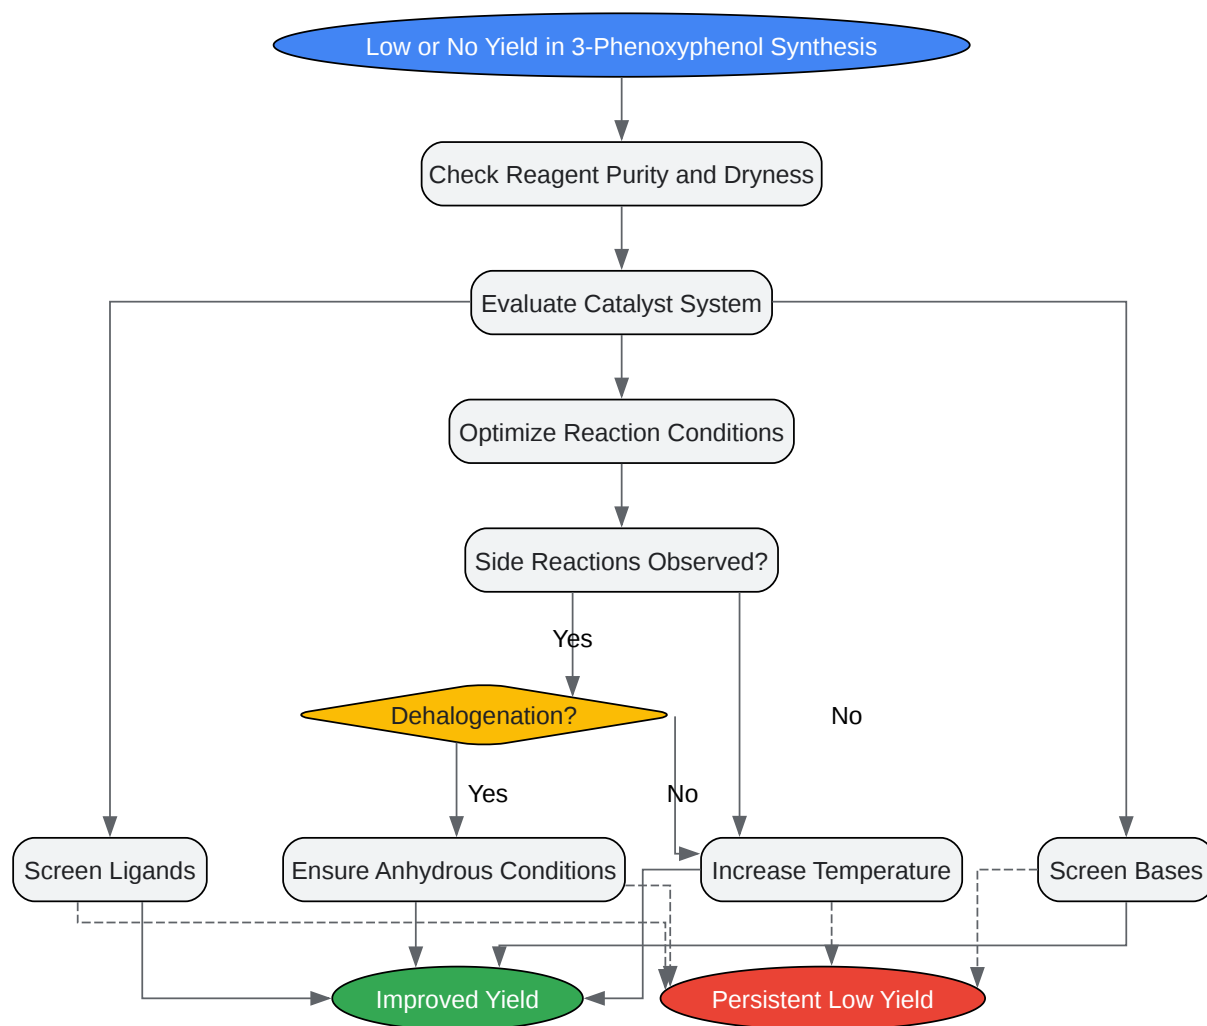 Low or No Yield in 3-Phenoxyphenol Synthesis
Check Reagent Purity and Dryness
Evaluate Catalyst System
Optimize Reaction Conditions
Side Reactions Observed?
Yes
Dehalogenation?
No
Yes
No
Screen Ligands
Ensure Anhydrous Conditions
Increase Temperature
Screen Bases
Improved Yield
Persistent Low Yield